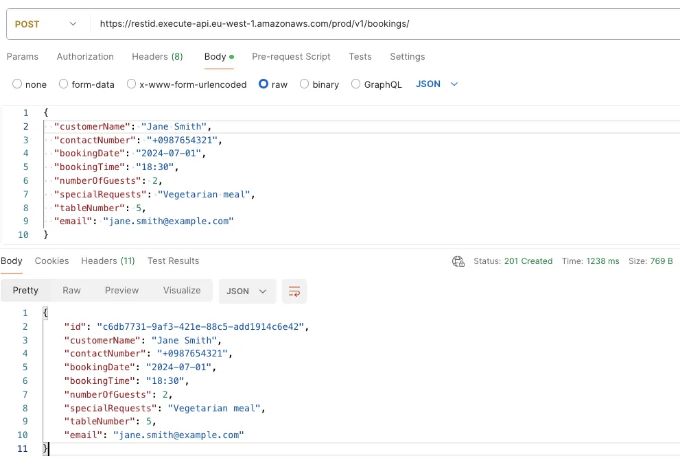 POST https://restid.execute-api.eu-west-1.amazonaws.com/prod/v1/bookings/
Params Authorization Headers (8) Body Pre-request Script Tests Settings
none form-data x-www-form-urlencoded raw binary GraphQL JSON
1 {
2 "customerName": "Jane Smith",
3 "contactNumber": "+0987654321",
4 "bookingDate": "2024-07-01",
5 "bookingTime": "18:30",
6 "numberOfGuests": 2,
7 "specialRequests": "Vegetarian meal",
8 "tableNumber": 5,
9 "email": "jane.smith@example.com"
10 }
Body Cookies Headers (11) Test Results Status: 201 Created Time: 1238 ms Size: 769 B
Pretty Raw Preview Visualize JSON
1 {
2 "id": "c6db7731-9af3-421e-88c5-add1914c6e42",
3 "customerName": "Jane Smith",
4 "contactNumber": "+0987654321",
5 "bookingDate": "2024-07-01",
6 "bookingTime": "18:30",
7 "numberOfGuests": 2,
8 "specialRequests": "Vegetarian meal",
9 "tableNumber": 5,
10 "email": "jane.smith@example.com"
11 }